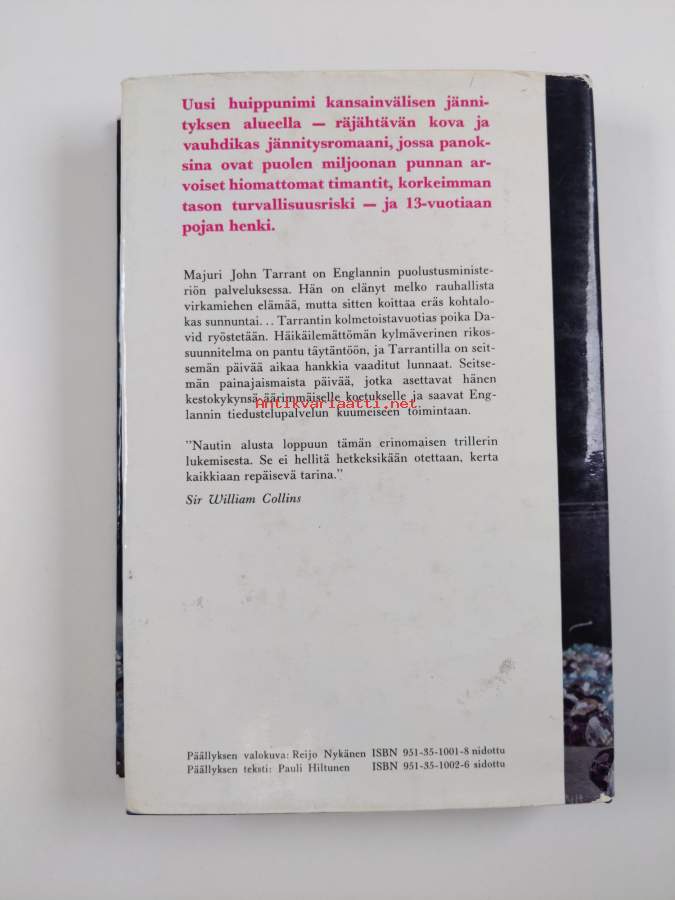 Uusi huippunimi kansainvälisen jänni-
tyksen alueella — räjähtävän kova ja
vauhdikas jännitysromaani, jossa panok-
sina ovat puolen miljoonan punnan ar-
voiset hiomattomat timantit, korkeimman
tason turvallisuusriski — ja 13-vuotiaan
pojan henki.
Majuri John Tarrant on Englannin puolustusministe-
riön palveluksessa. Hän on elänyt melko rauhallista
virkamiehen elämää, mutta sitten koittaa eräs kohtalo-
kas sunnuntai... Tarrantin kolmetoistavuotias poika Da-
vid ryöstetään. Häikäilemättömän kylmäverinen rikos-
suunnitelma on pantu täytäntöön, ja Tarrantilla on seit-
semän päivää aikaa hankkia vaaditut lunnaat. Seitse-
män painajaismaista päivää, jotka asettavat hänen
kestokykynsä äärimmäiselle koetukselle ja saavat Eng-
Antikvariaatti.net
lannin tiedustelupalvelun kuumeiseen toimintaan.
"Nautin alusta loppuun tämän erinomaisen trillerin
lukemisesta. Se ei hellitä hetkeksikään otettaan, kerta
kaikkiaan repäisevä tarina."
Sir William Collins
Päällyksen valokuva: Reijo Nykänen ISBN 951-35-1001-8 nidottu
Päällyksen teksti: Pauli Hiltunen ISBN 951-35-1002-6 sidottu